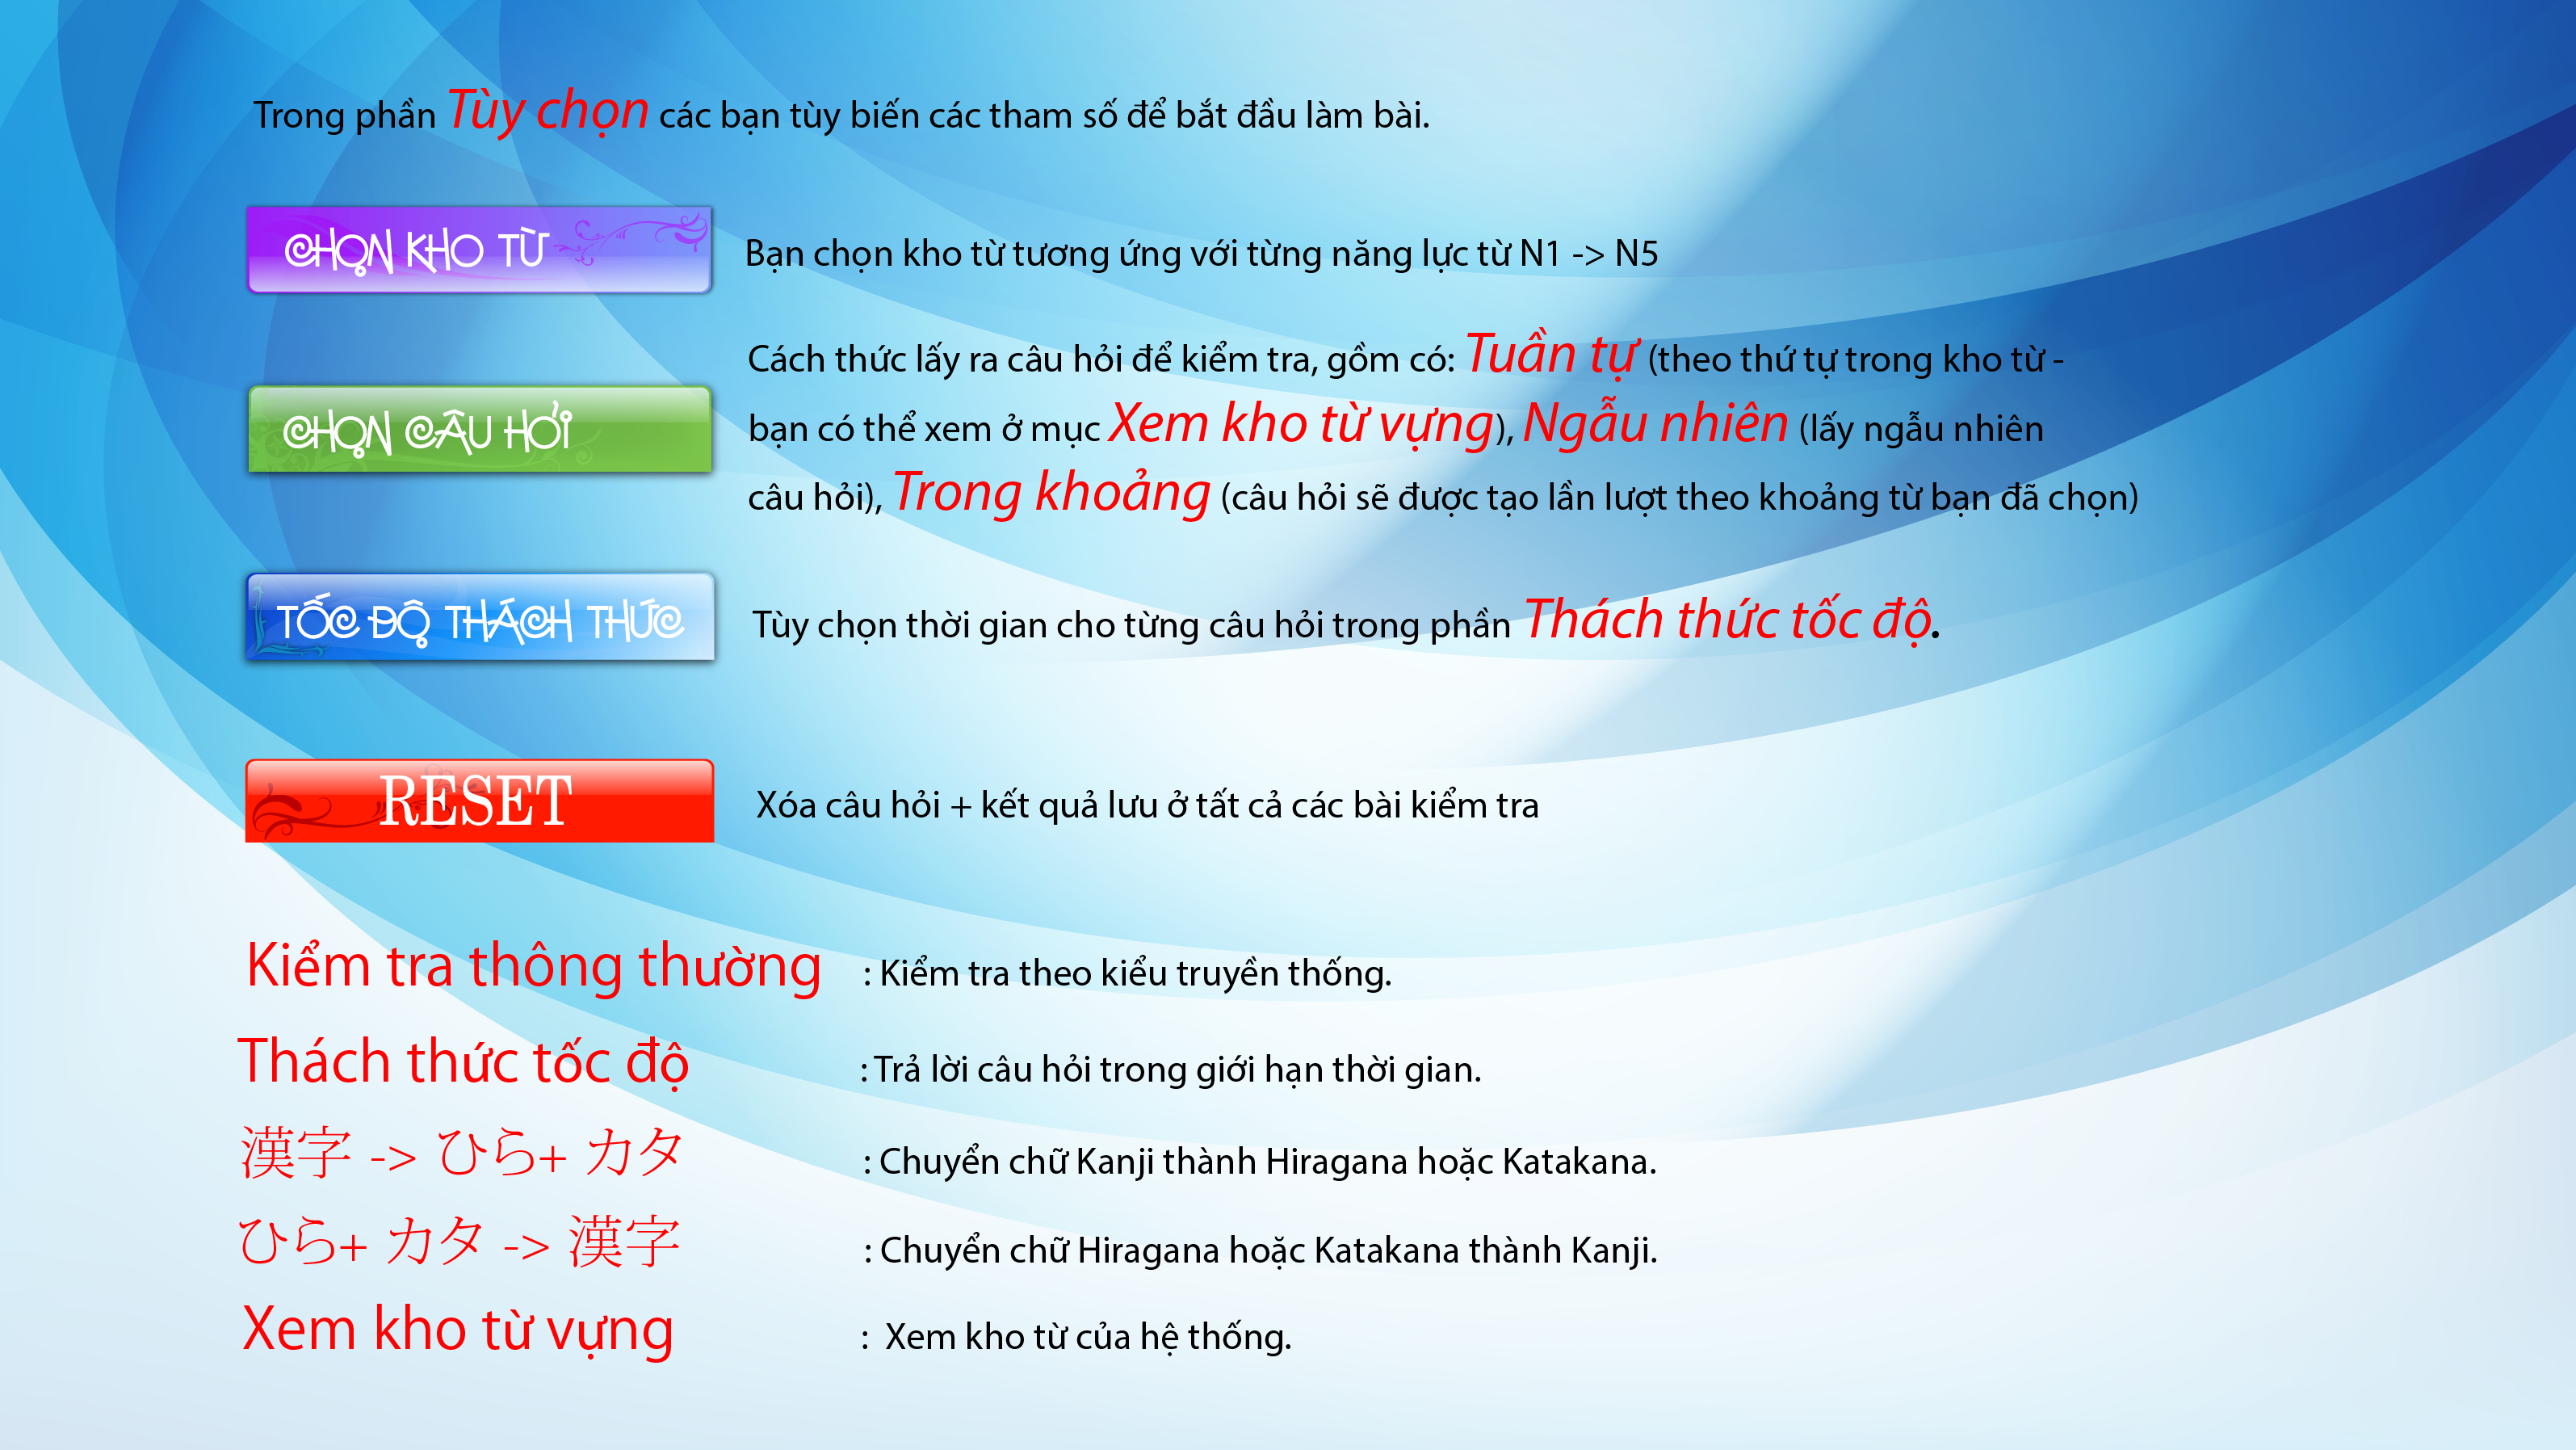 Trong phần Tùy chọn các bạn tùy biến các tham số để bắt đầu làm bài.
CHỌN KHO TỪ
Bạn chọn kho từ tương ứng với từng năng lực từ N1 -> N5
Cách thức lấy ra câu hỏi để kiểm tra, gồm có: Tuần tự (theo thứ tự trong kho từ -
CHỌN CÂU HỎI
bạn có thể xem ở mục Xem kho từ vựng), Ngẫu nhiên (lấy ngẫu nhiên
câu hỏi), Trong khoảng (câu hỏi sẽ được tạo lần lượt theo khoảng từ bạn đã chọn)
TỐC ĐỘ THÁCH THỨC
Tùy chọn thời gian cho từng câu hỏi trong phần Thách thức tốc độ.
RESET
Xóa câu hỏi + kết quả lưu ở tất cả các bài kiểm tra
Kiểm tra thông thường : Kiểm tra theo kiểu truyền thống.
Thách thức tốc độ : Trả lời câu hỏi trong giới hạn thời gian.
漢字 -> ひら+ カタ : Chuyển chữ Kanji thành Hiragana hoặc Katakana.
ひら+ カタ -> 漢字 : Chuyển chữ Hiragana hoặc Katakana thành Kanji.
Xem kho từ vựng : Xem kho từ của hệ thống.